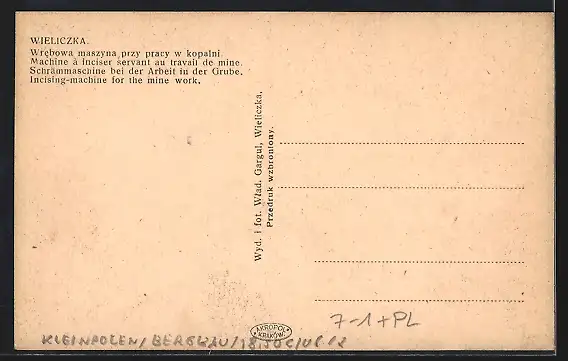 WIELICZKA.
Wrębowa maszyna przy pracy w kopalni.
Machine à inciser servant au travail de mine.
Schrämmaschine bei der Arbeit in der Grube.
Incising-machine for the mine work.
Wyd. i fot. Wład. Gargul, Wieliczka.
Przedruk wzbroniony.
7-1+PL
AKROPOL
KRAKÓW
KLEINPOLEN/BERGBAU/